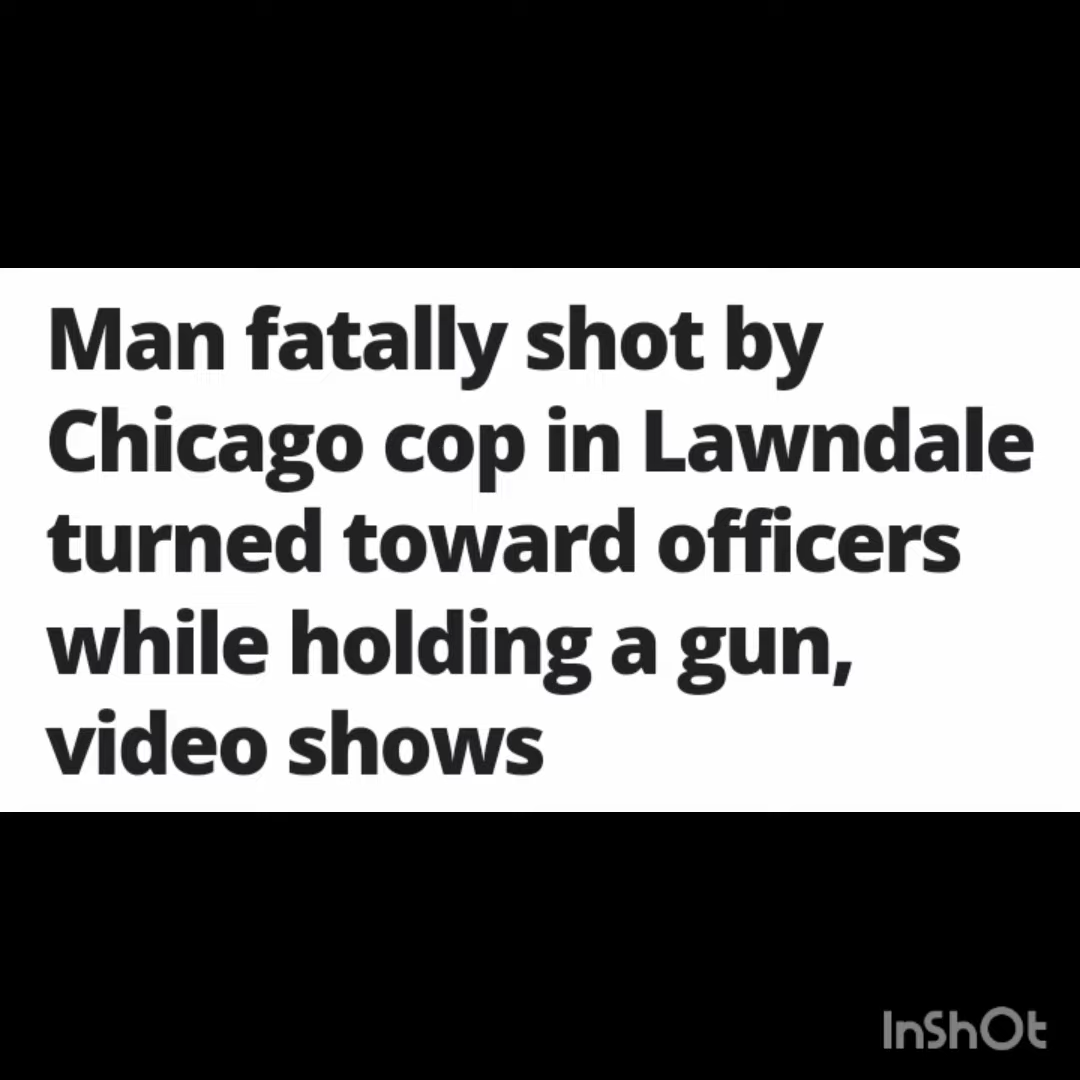 Man fatally shot by
Chicago cop in Lawndale
turned toward officers
while holding a gun,
video shows
InShOt